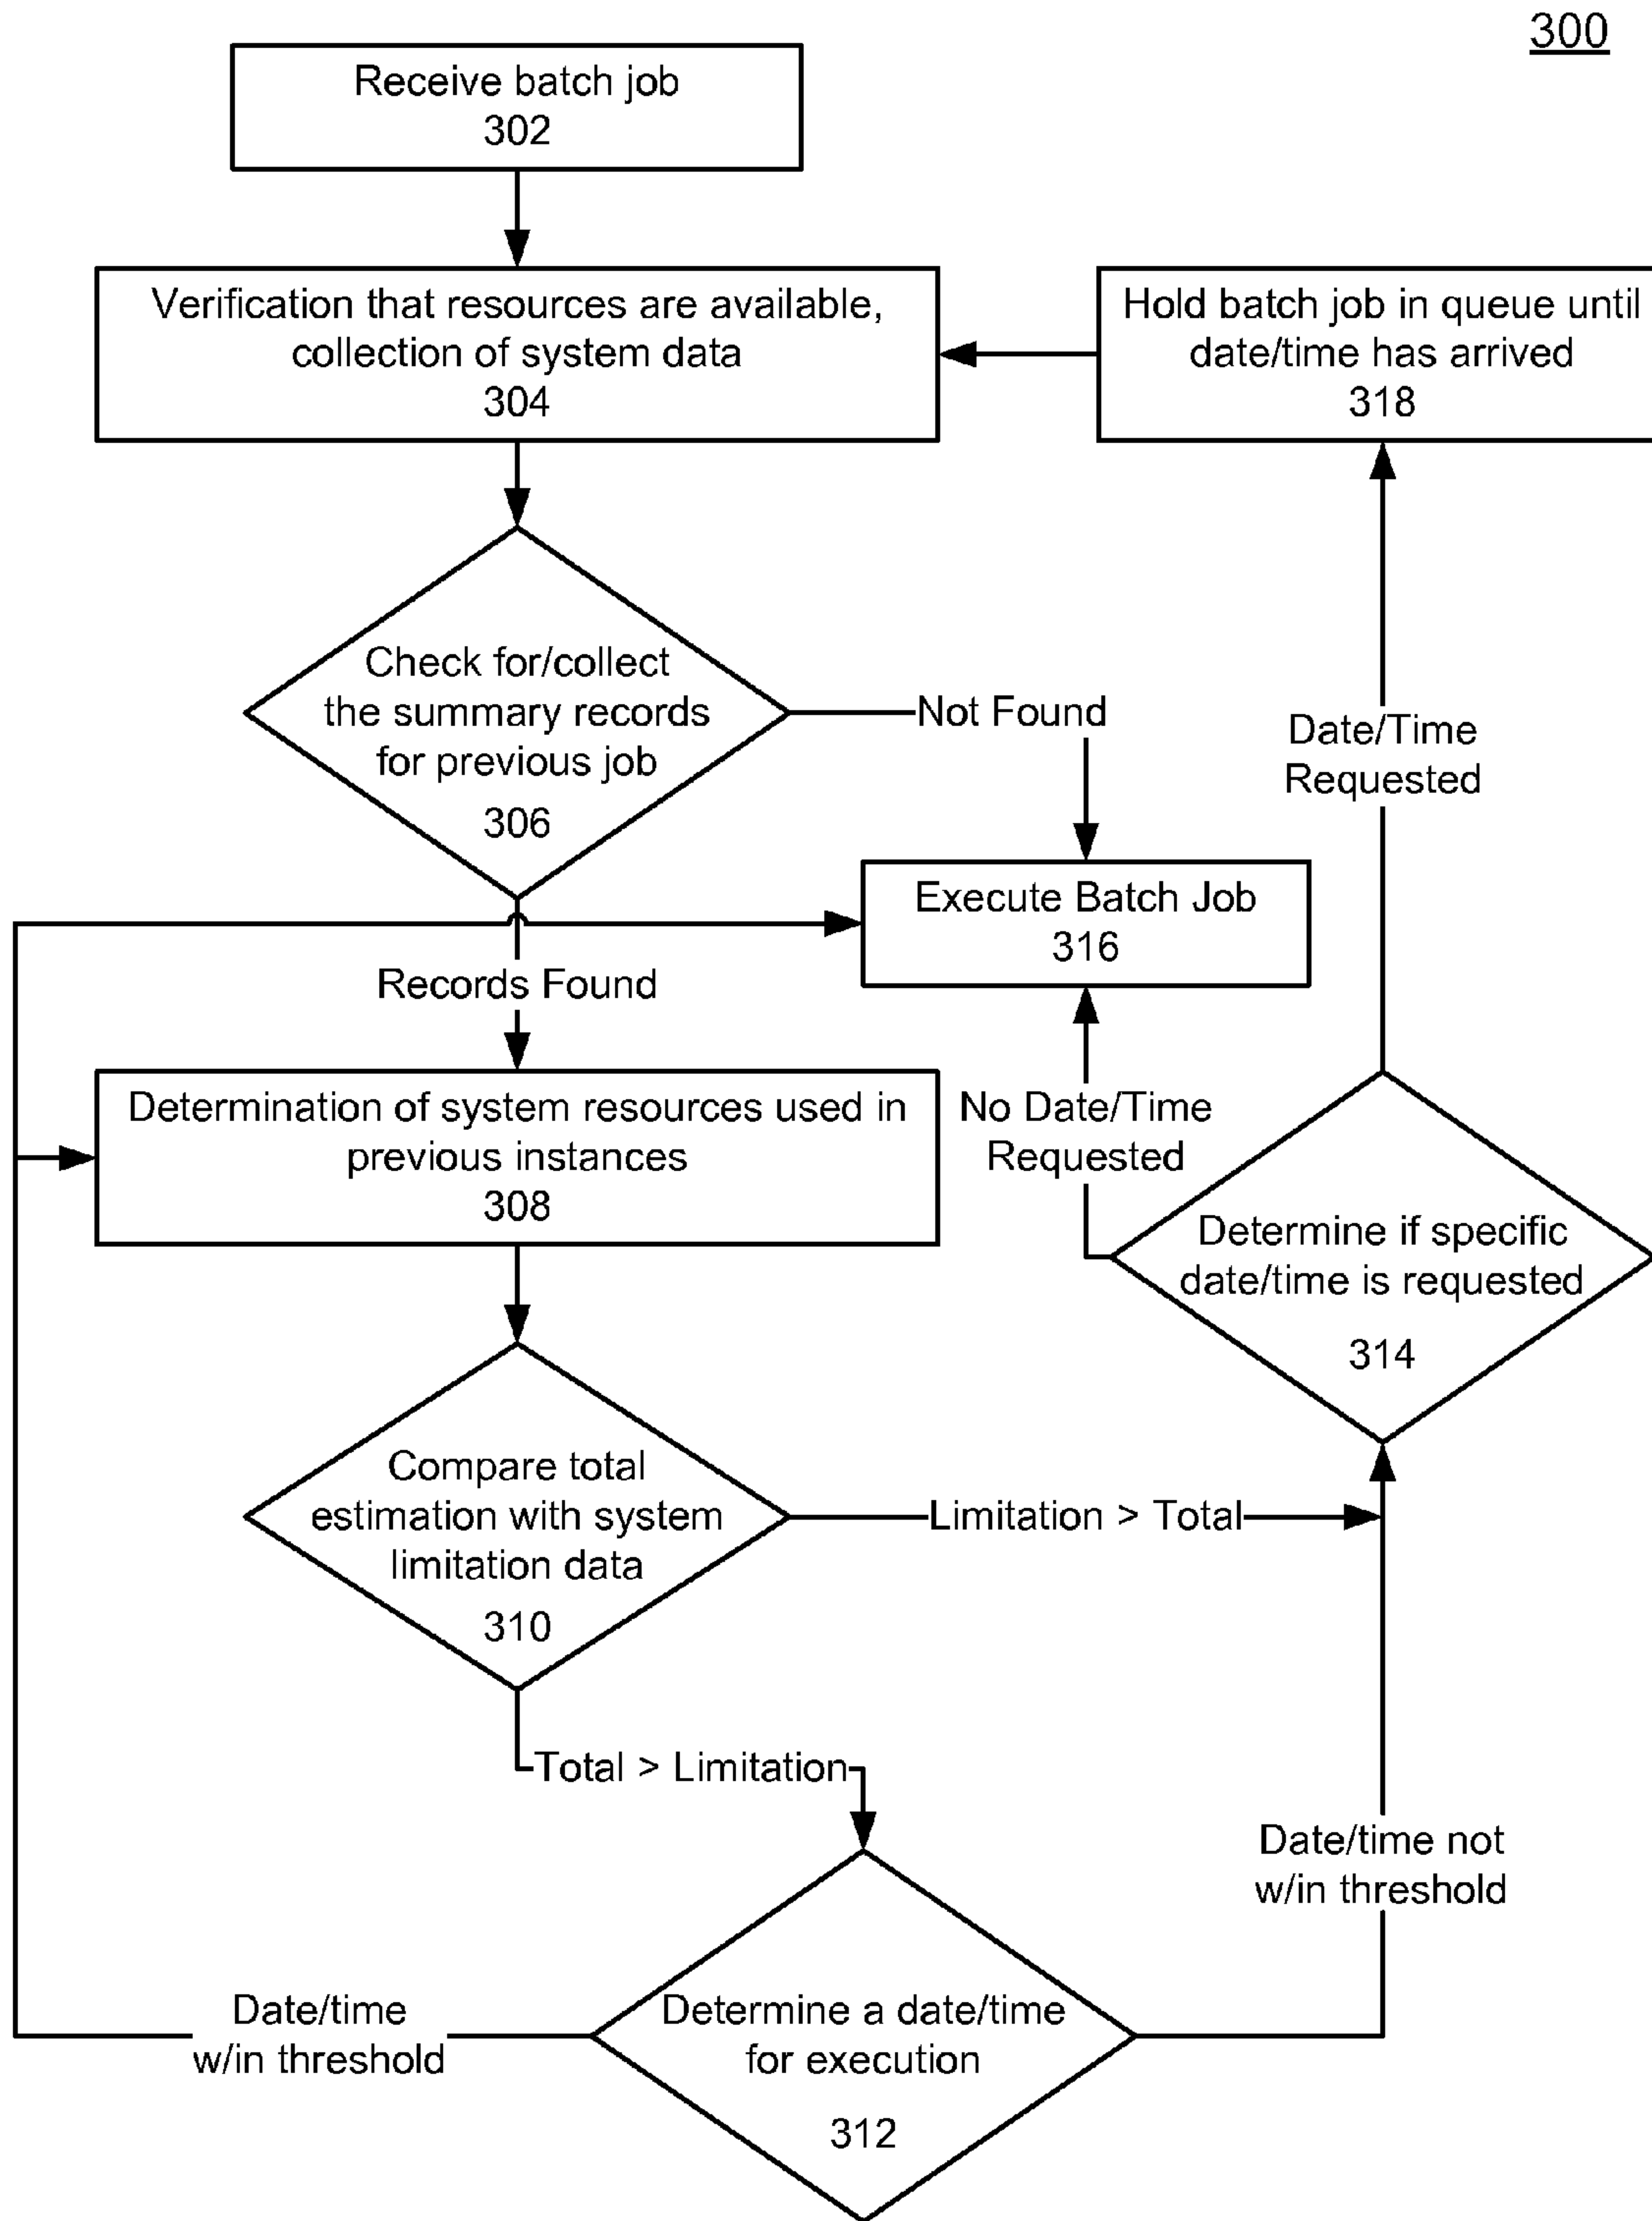 300
Receive batch job
302
Verification that resources are available,
collection of system data
304
Hold batch job in queue until
date/time has arrived
318
Check for/collect
the summary records
for previous job
306
Not Found
Date/Time
Requested
Execute Batch Job
316
Records Found
Determination of system resources used in
previous instances
308
No Date/Time
Requested
Determine if specific
date/time is requested
314
Compare total
estimation with system
limitation data
310
Limitation > Total
Total > Limitation
Date/time not
w/in threshold
Date/time
w/in threshold
Determine a date/time
for execution
312